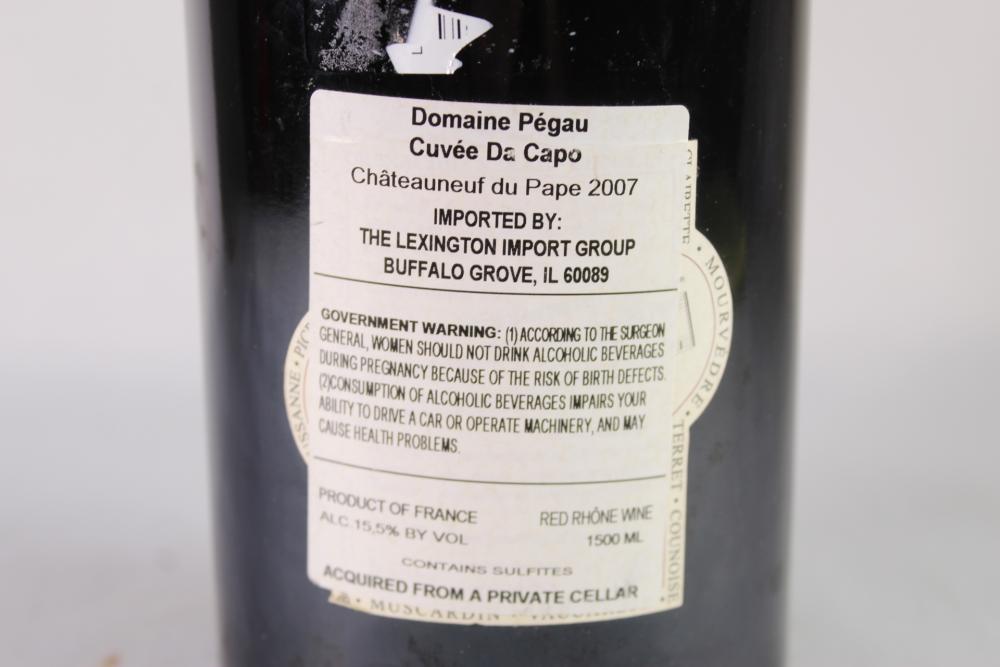 Domaine Pégau
Cuvée Da Capo
Châteauneuf du Pape 2007
IMPORTED BY:
THE LEXINGTON IMPORT GROUP
BUFFALO GROVE, IL 60089
GOVERNMENT WARNING: (1) ACCORDING TO THE SURGEON
GENERAL, WOMEN SHOULD NOT DRINK ALCOHOLIC BEVERAGES
DURING PREGNANCY BECAUSE OF THE RISK OF BIRTH DEFECTS.
(2)CONSUMPTION OF ALCOHOLIC BEVERAGES IMPAIRS YOUR
ABILITY TO DRIVE A CAR OR OPERATE MACHINERY, AND MAY
CAUSE HEALTH PROBLEMS.
PRODUCT OF FRANCE RED RHÔNE WINE
ALC.15,5% BY VOL 1500 ML
CONTAINS SULFITES
ACQUIRED FROM A PRIVATE CELLAR
CLAIRETTE • MOURVÈDRE • TERRET • COUNOISE
• MUSCARDIN •